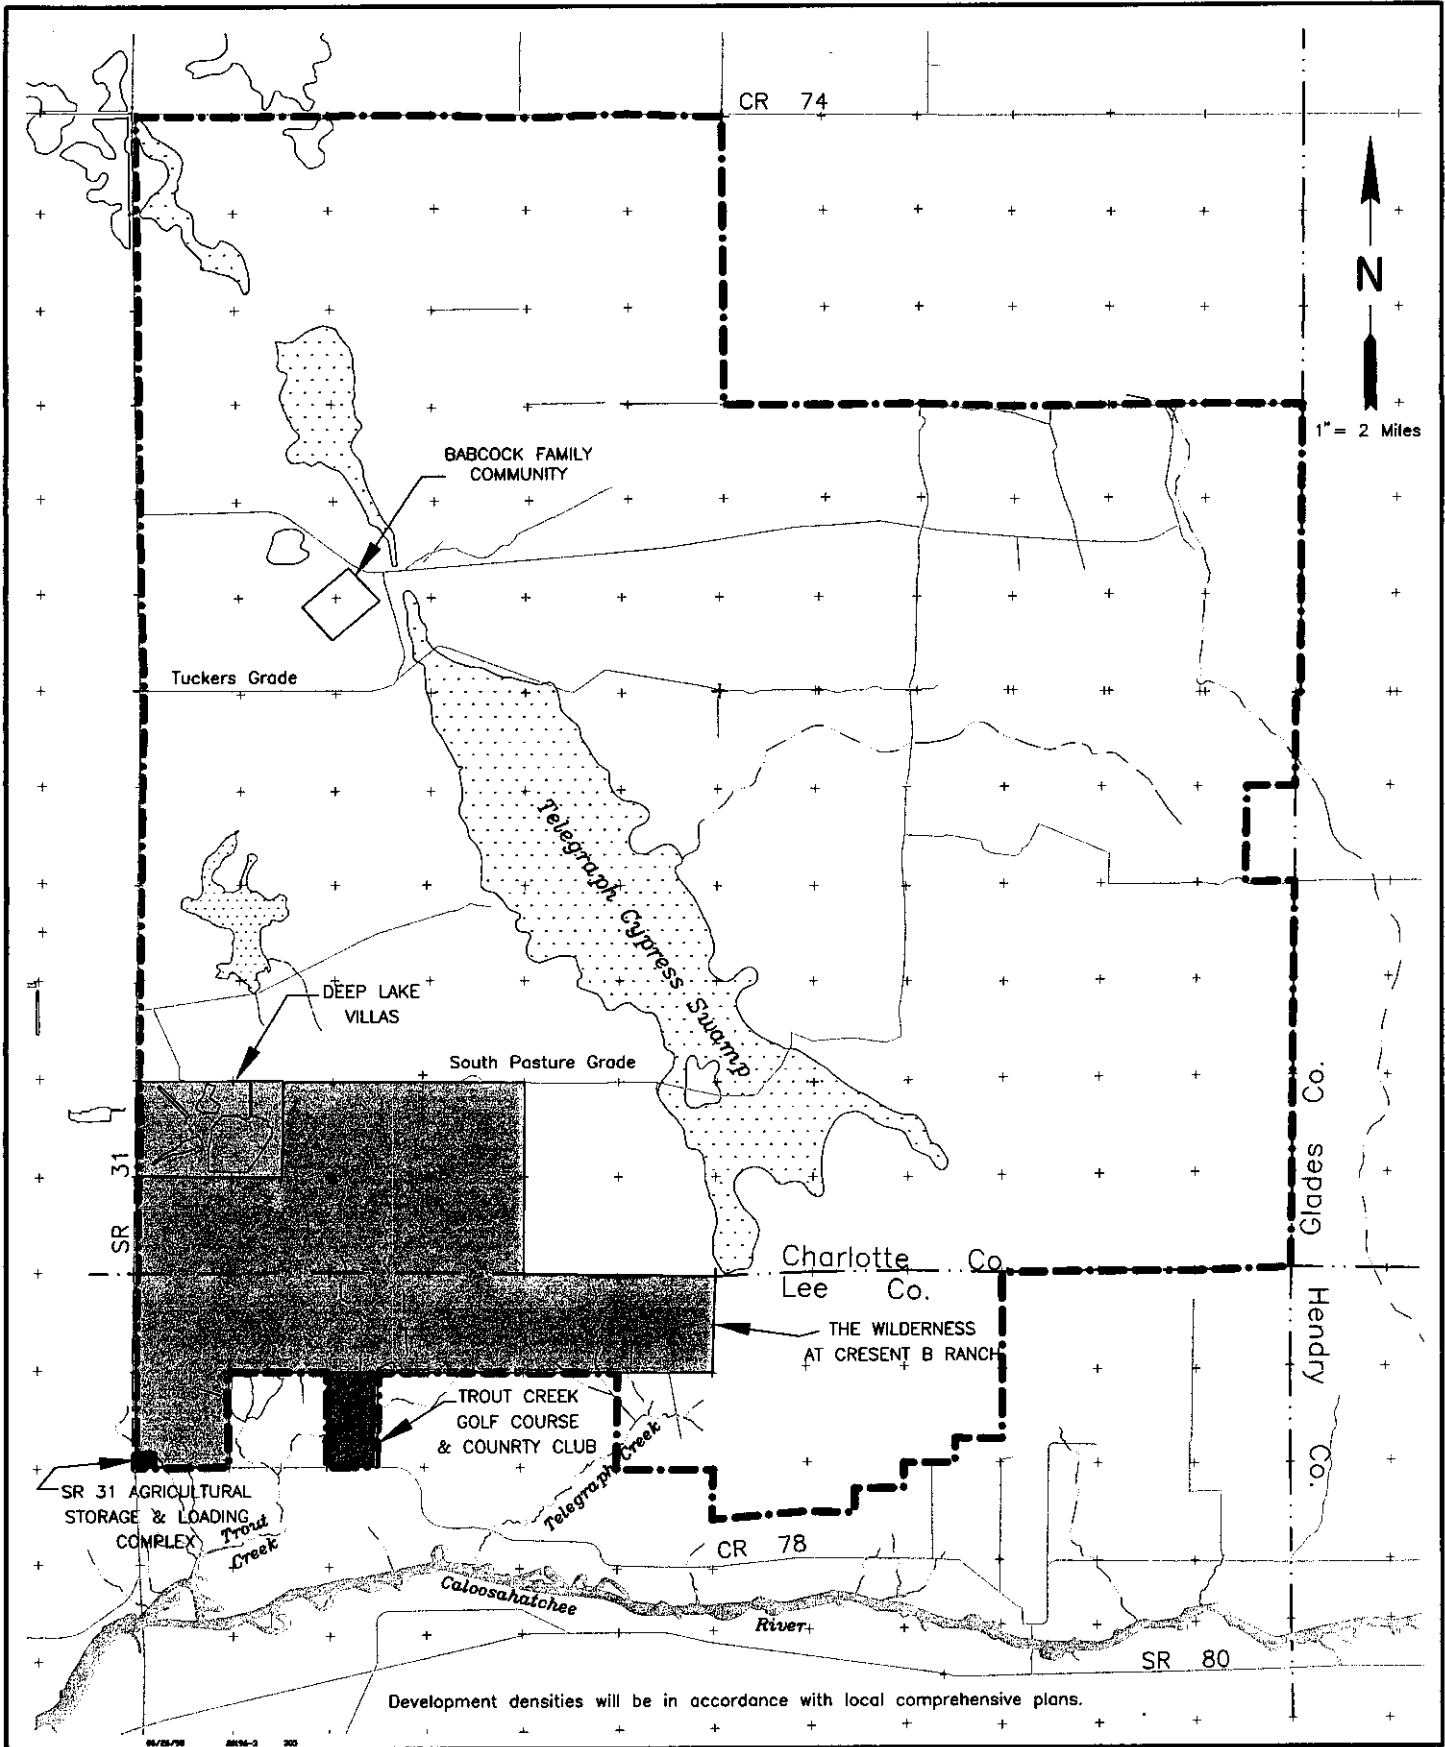 CR 74
N
1"= 2 Miles
BABCOCK FAMILY
COMMUNITY
Tuckers Grade
Telegraph Cypress Swamp
DEEP LAKE
VILLAS
South Pasture Grade
SR 31
Glades Co.
Charlotte Co.
Lee Co.
Hendry Co.
THE WILDERNESS
AT CRESENT B RANCH
TROUT CREEK
GOLF COURSE
& COUNRTY CLUB
Telegraph Creek
SR 31 AGRICULTURAL
STORAGE & LOADING
COMPLEX
Trout
Creek
CR 78
Caloosahatchee
River
SR 80
Development densities will be in accordance with local comprehensive plans.